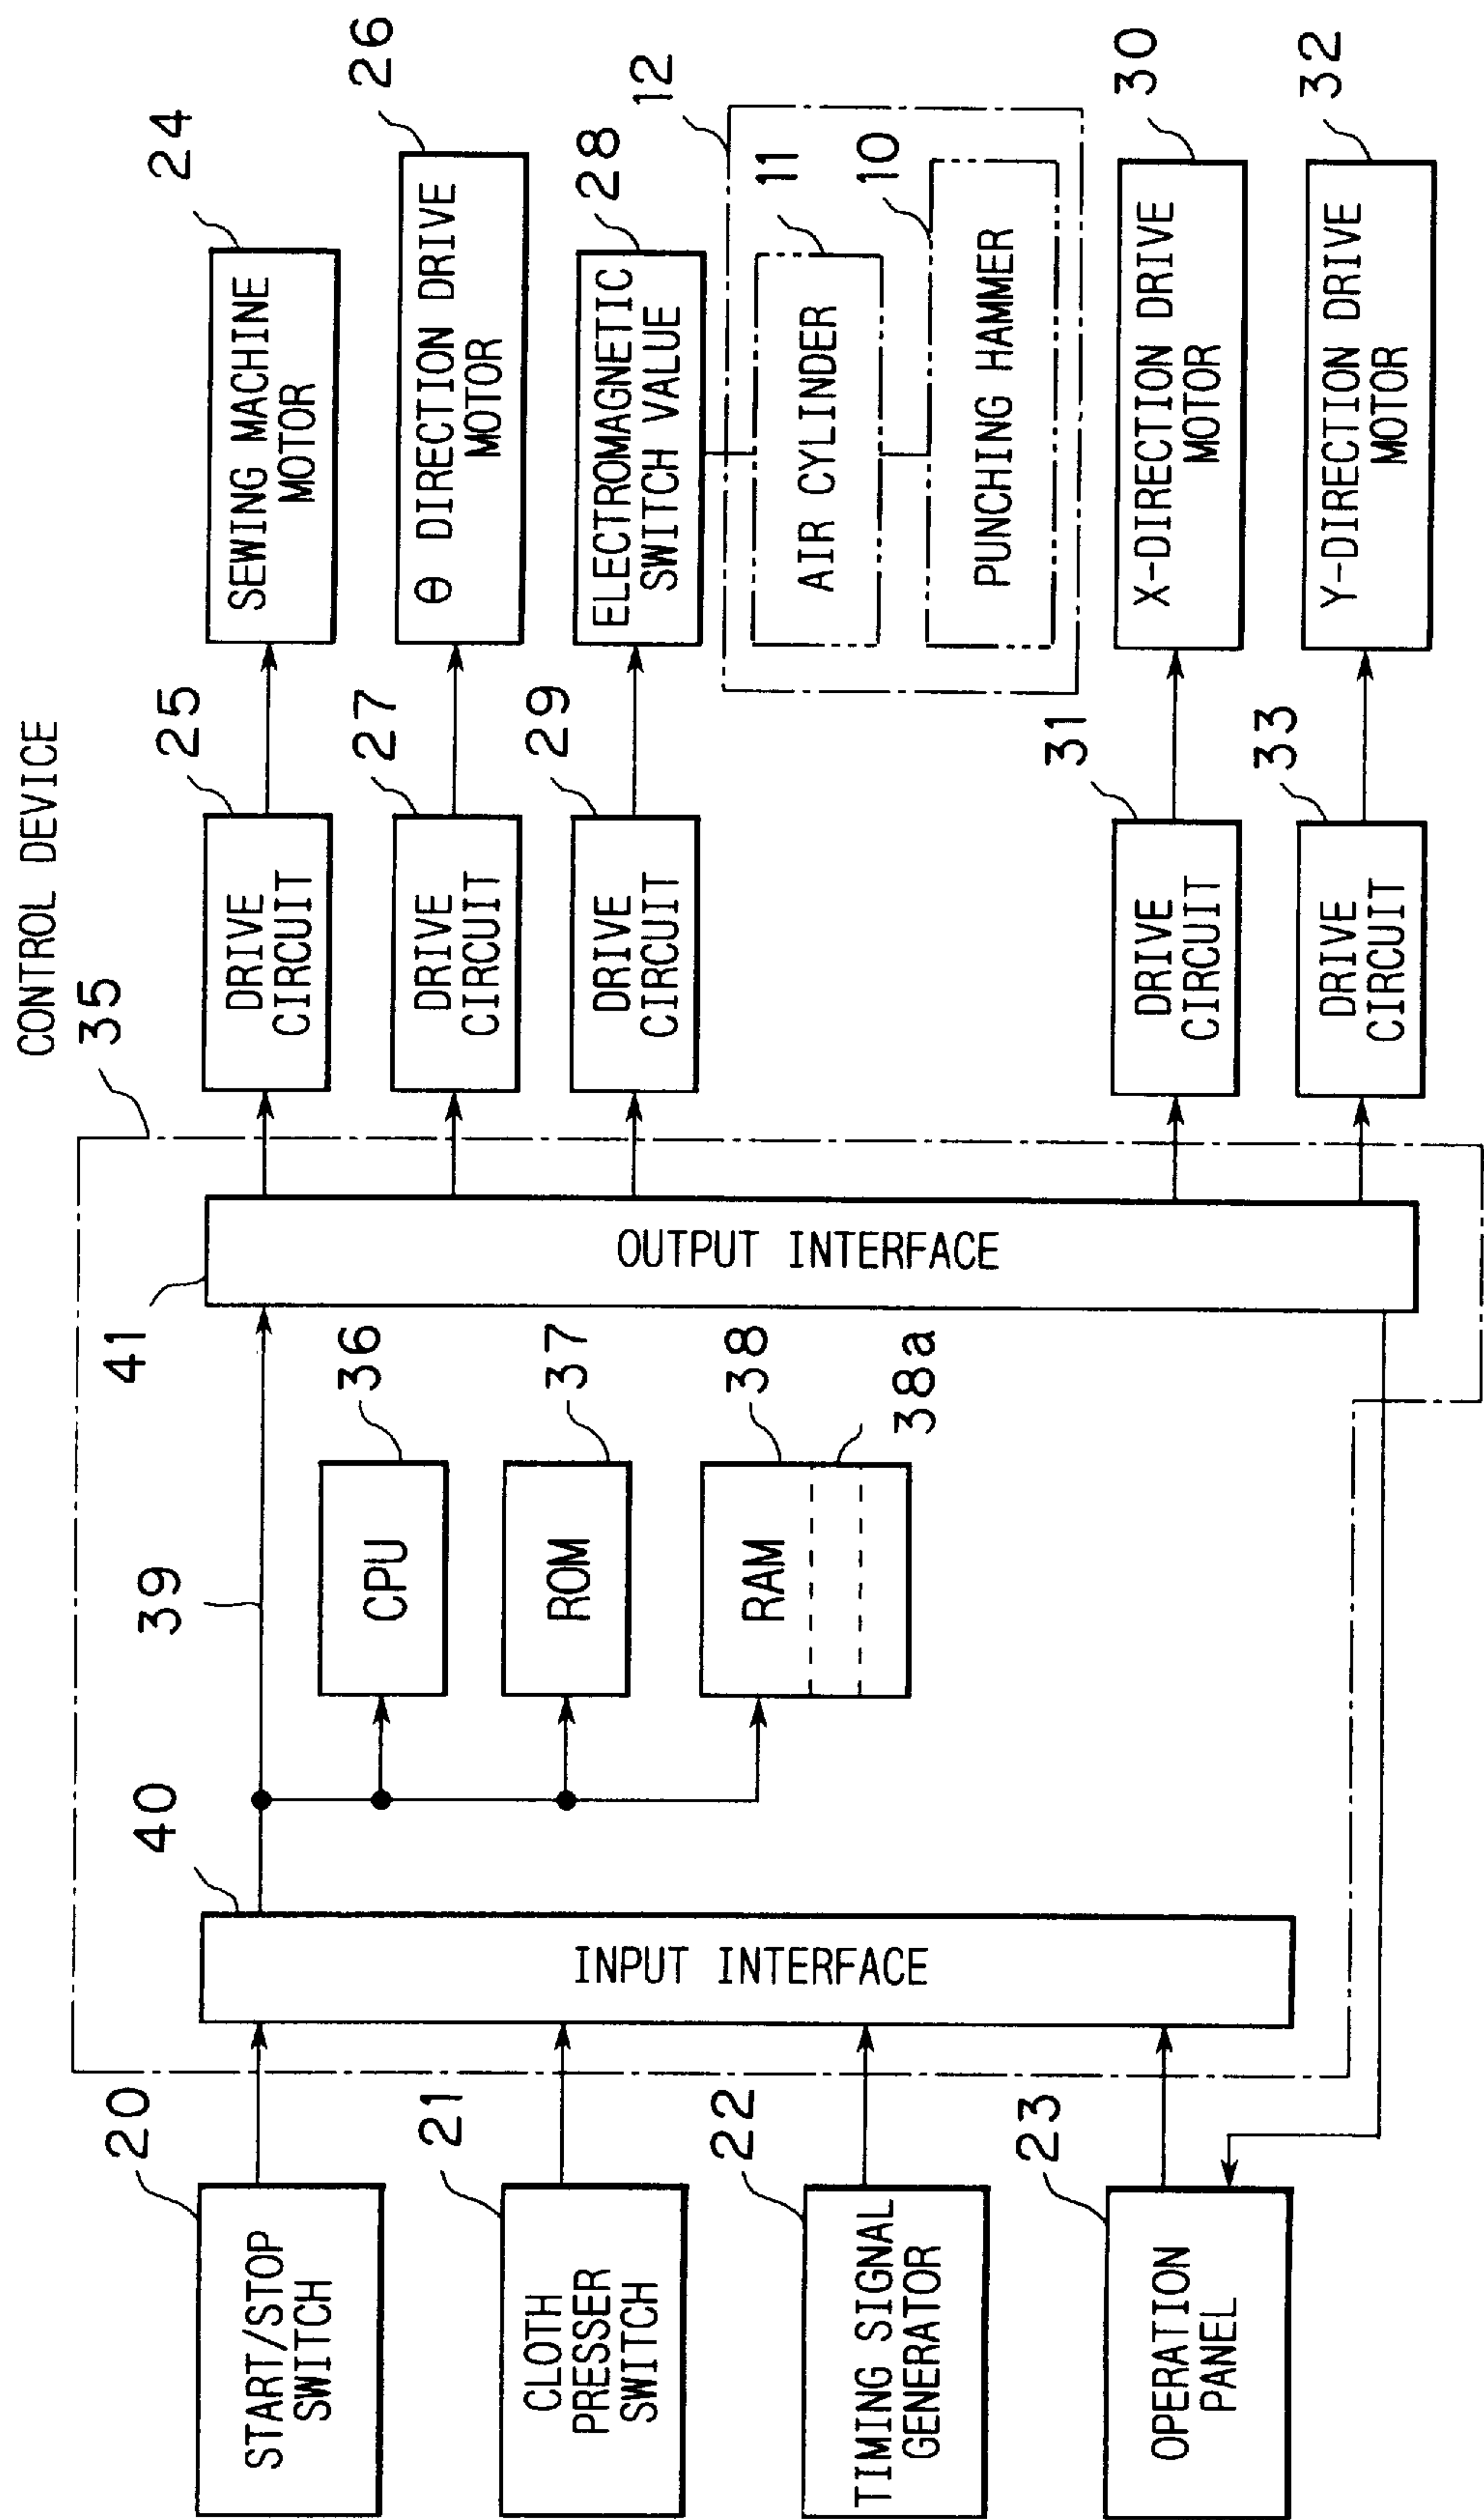 CONTROL DEVICE
35
20
START/STOP
SWITCH
21
CLOTH
PRESSER
SWITCH
22
TIMING SIGNAL
GENERATOR
23
OPERATION
PANEL
40
INPUT INTERFACE
39
CPU
36
ROM
37
RAM
38
38a
41
OUTPUT INTERFACE
DRIVE
CIRCUIT
25
SEWING MACHINE
MOTOR
24
DRIVE
CIRCUIT
27
θ DIRECTION DRIVE
MOTOR
26
DRIVE
CIRCUIT
29
ELECTROMAGNETIC
SWITCH VALUE
28
12
AIR CYLINDER
11
PUNCHING HAMMER
10
DRIVE
CIRCUIT
31
X-DIRECTION DRIVE
MOTOR
30
DRIVE
CIRCUIT
33
Y-DIRECTION DRIVE
MOTOR
32